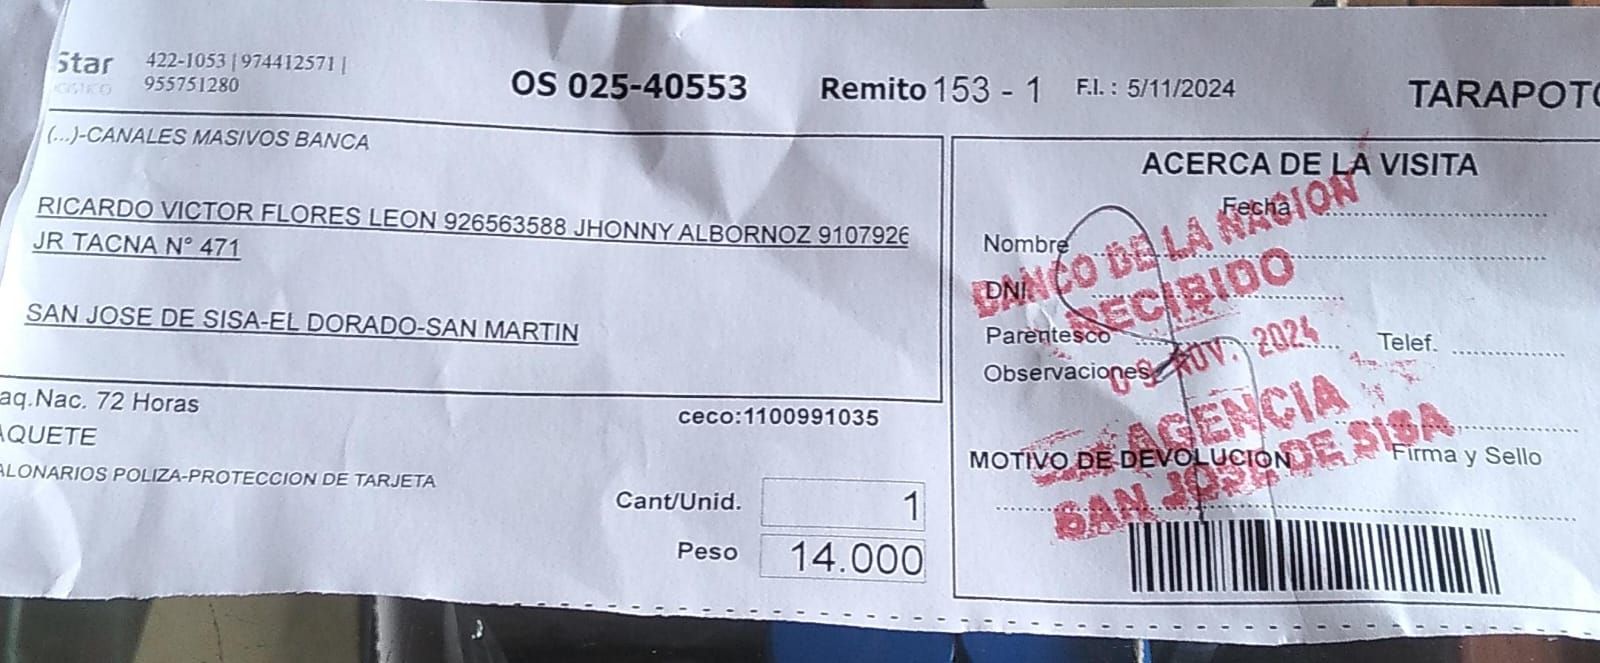 Star 422-1053 | 974412571 |
955751280
OS 025-40553 Remito 153 - 1 F.I. : 5/11/2024 TARAPOTO
(...)-CANALES MASIVOS BANCA
RICARDO VICTOR FLORES LEON 926563588 JHONNY ALBORNOZ 9107926
JR TACNA N° 471
SAN JOSE DE SISA-EL DORADO-SAN MARTIN
aq.Nac. 72 Horas
ceco:1100991035
AQUETE
ALONARIOS POLIZA-PROTECCION DE TARJETA
Cant/Unid. 1
Peso 14.000
ACERCA DE LA VISITA
Fecha
Nombre
DNI
Parentesco Telef.
Observaciones
MOTIVO DE DEVOLUCION Firma y Sello
BANCO DE LA NACION
RECIBIDO
NOV. 2024
AGENCIA
SAN JOSE DE SISA